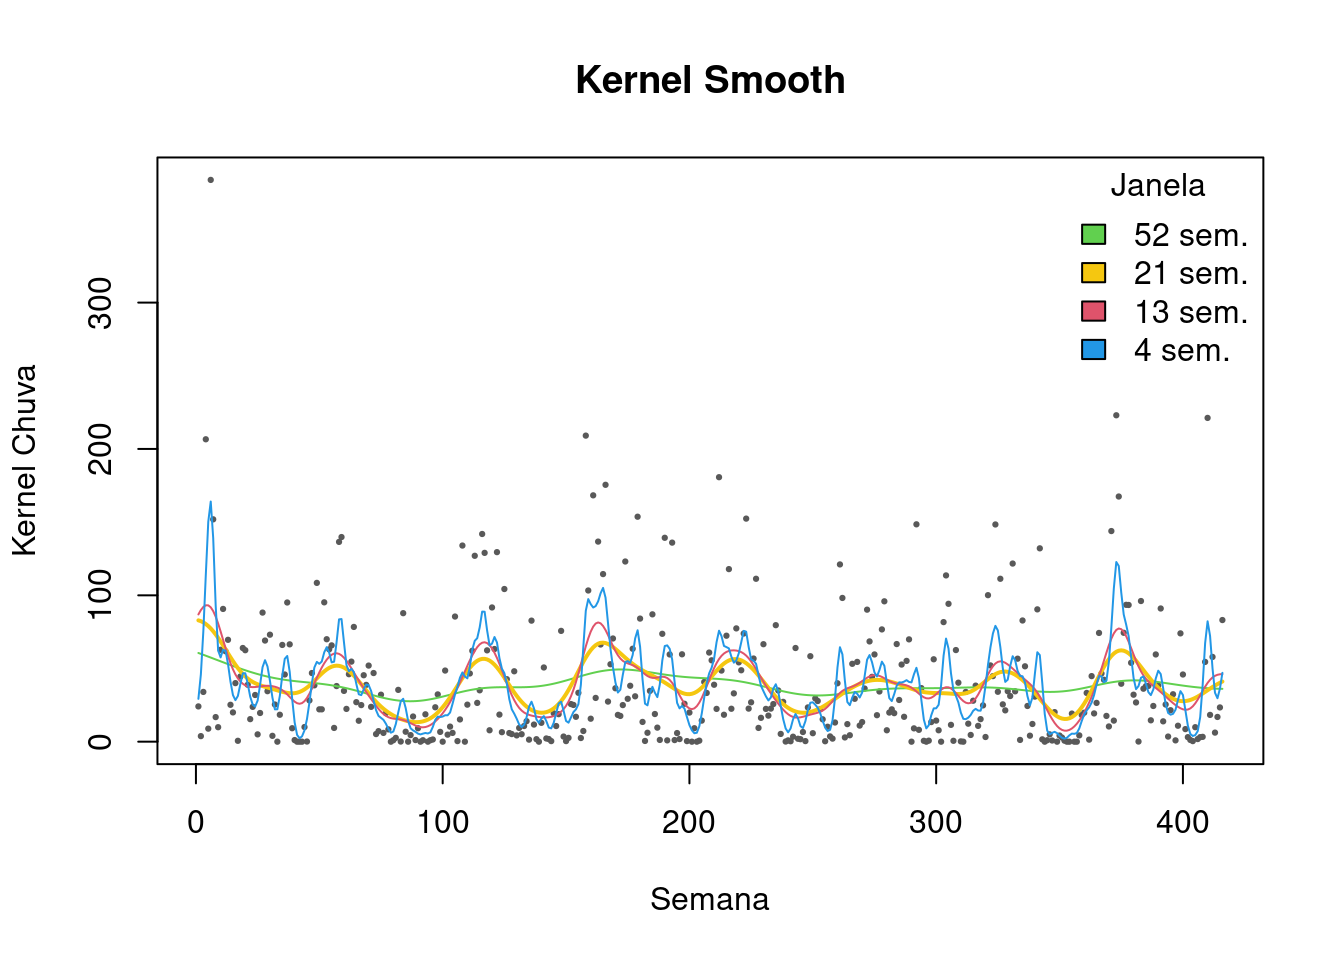 Kernel Smooth
Janela
52 sem.
21 sem.
13 sem.
4 sem.
Kernel Chuva
300
200
100
0
0 100 200 300 400
Semana